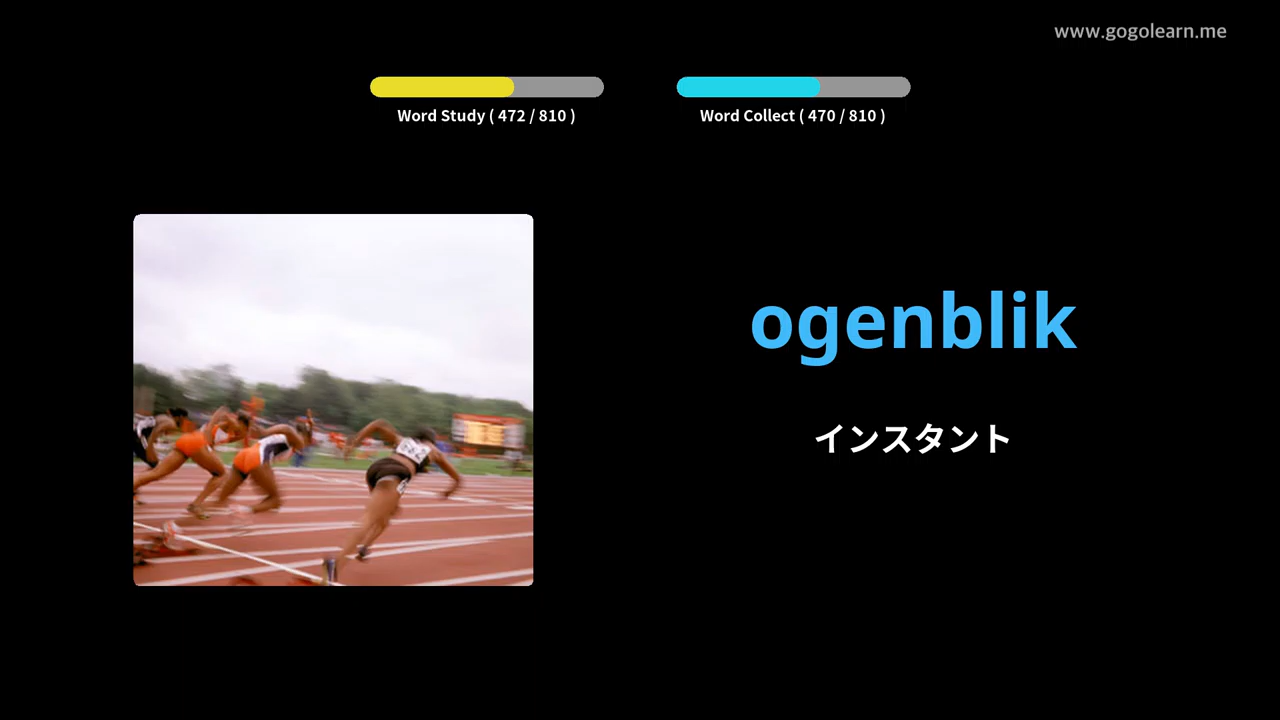 www.gogolearn.me
Word Study ( 472 / 810 )
Word Collect ( 470 / 810 )
ogenblik
インスタント